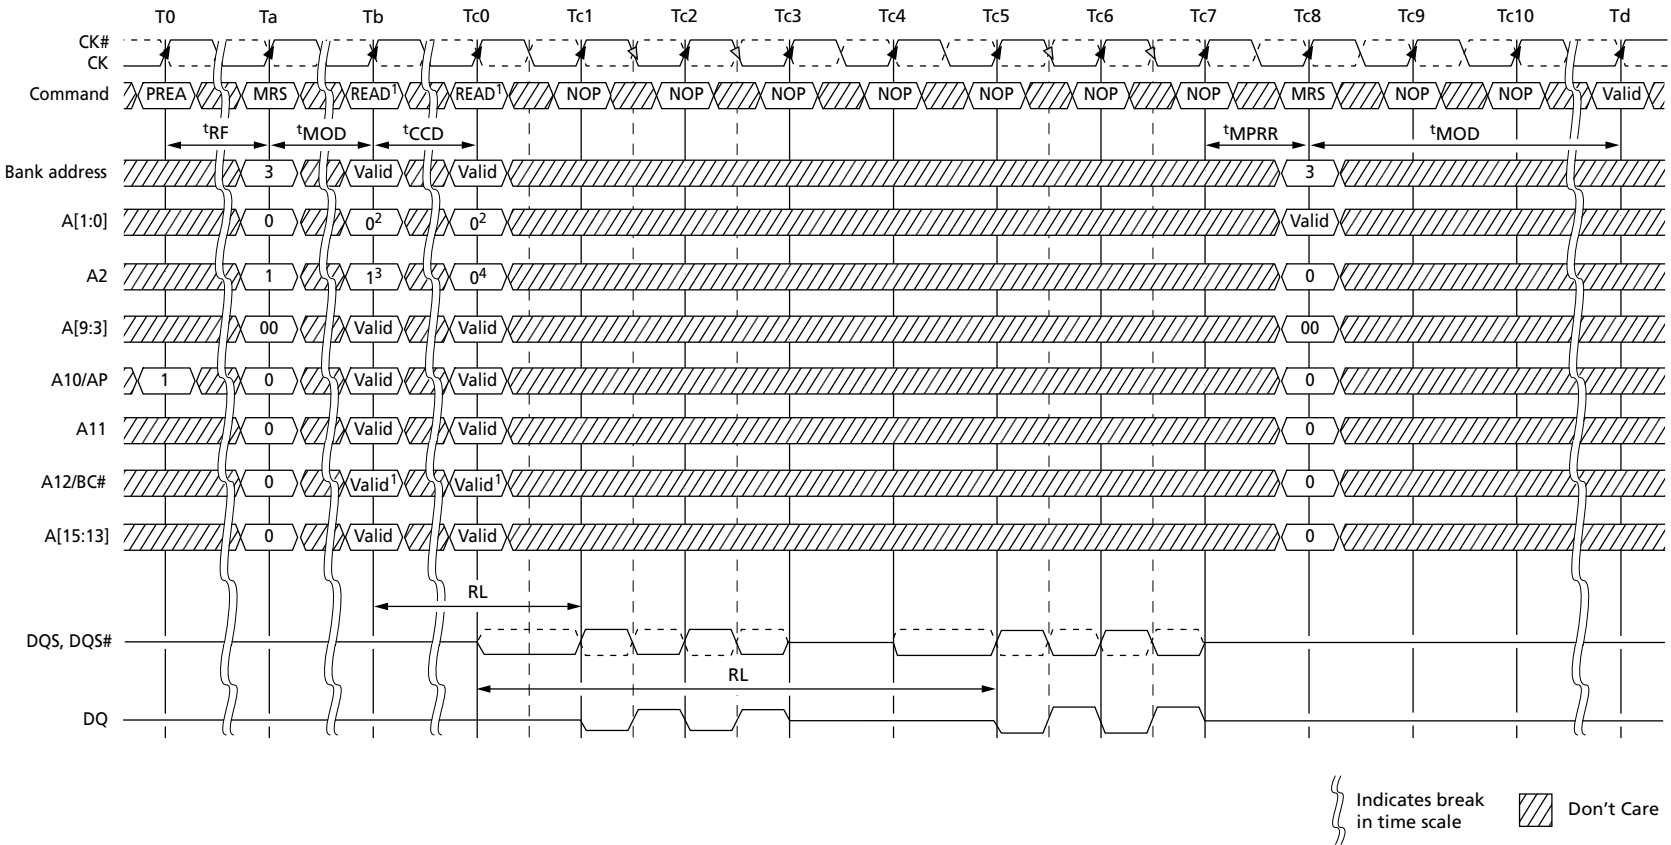 T0 Ta Tb Tc0 Tc1 Tc2 Tc3 Tc4 Tc5 Tc6 Tc7 Tc8 Tc9 Tc10 Td
CK#
CK
Command PREA MRS READ¹ READ¹ NOP NOP NOP NOP NOP NOP NOP MRS NOP NOP Valid
tRF tMOD tCCD tMPRR tMOD
Bank address 3 Valid Valid 3
A[1:0] 0 0² 0² Valid
A2 1 1³ 0⁴ 0
A[9:3] 00 Valid Valid 00
A10/AP 1 0 Valid Valid 0
A11 0 Valid Valid 0
A12/BC# 0 Valid¹ Valid¹ 0
A[15:13] 0 Valid Valid 0
RL
DQS, DQS#
RL
DQ
Indicates break
in time scale
Don't Care